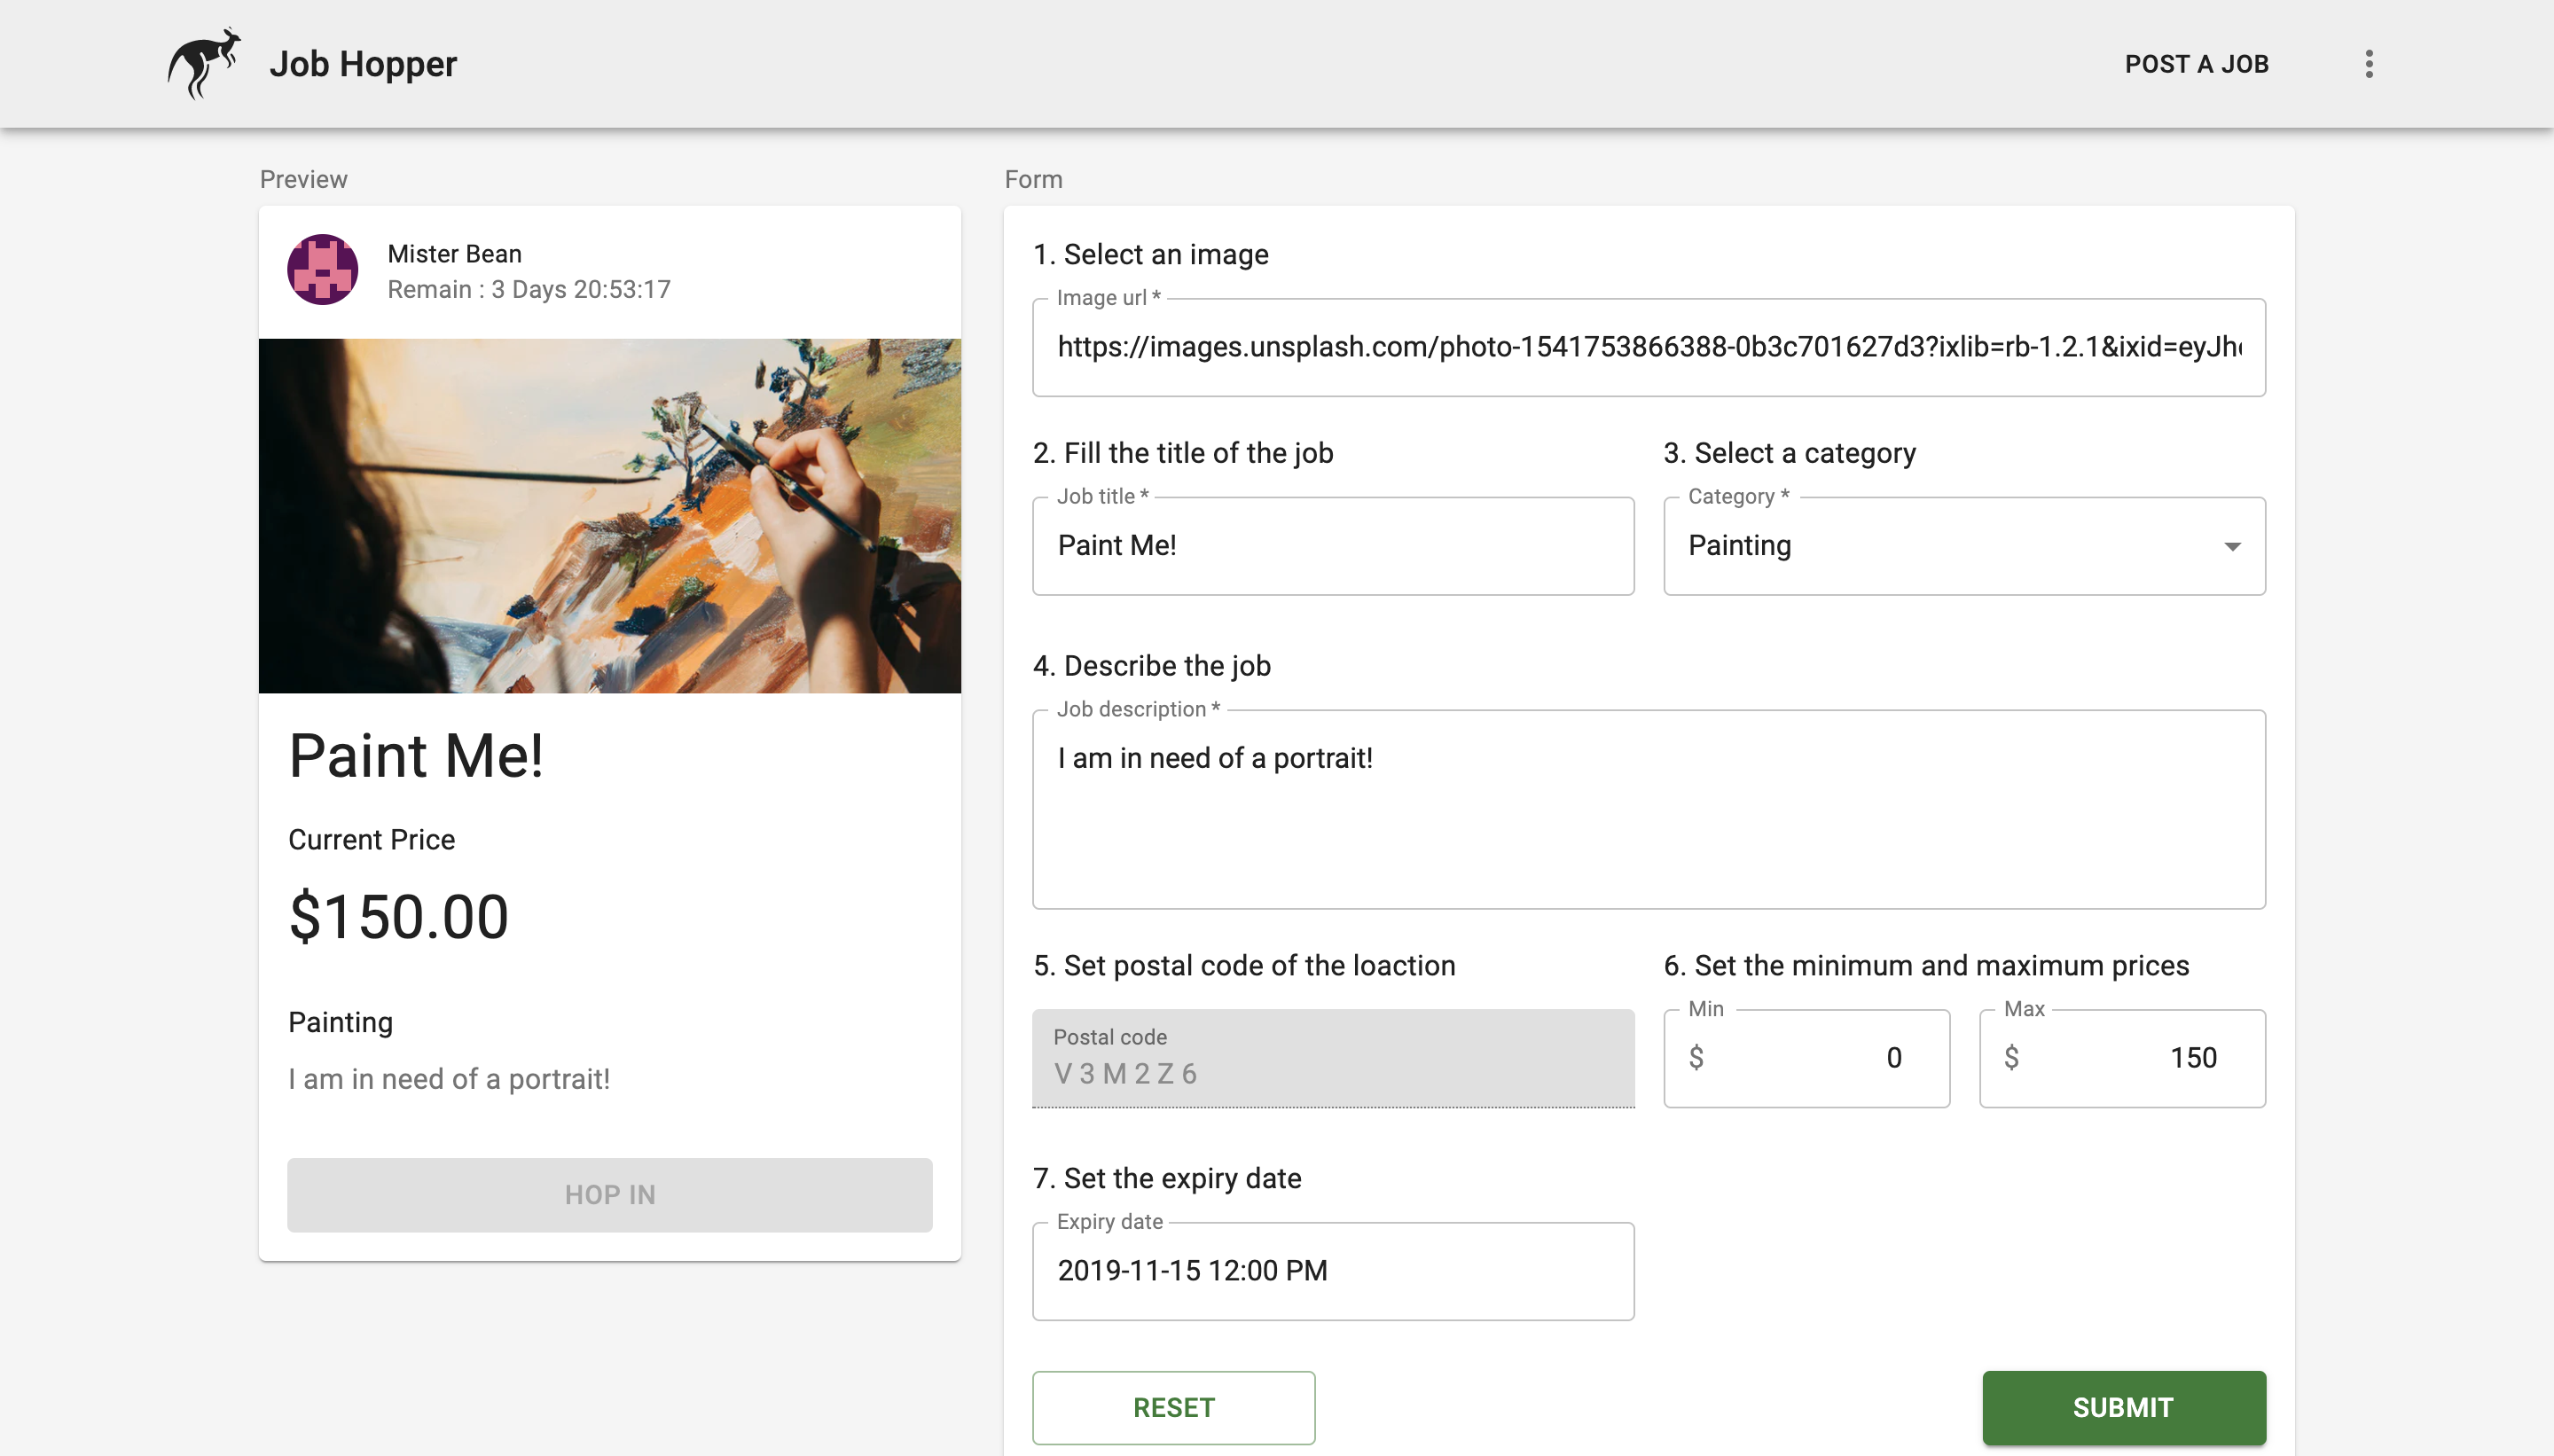 Job Hopper
POST A JOB
Preview
Mister Bean
Remain : 3 Days 20:53:17
Paint Me!
Current Price
$150.00
Painting
I am in need of a portrait!
HOP IN
Form
1. Select an image
Image url *
https://images.unsplash.com/photo-1541753866388-0b3c701627d3?ixlib=rb-1.2.1&ixid=eyJh
2. Fill the title of the job
Job title *
Paint Me!
3. Select a category
Category *
Painting
4. Describe the job
Job description *
I am in need of a portrait!
5. Set postal code of the loaction
Postal code
V 3 M 2 Z 6
6. Set the minimum and maximum prices
Min
$ 0
Max
$ 150
7. Set the expiry date
Expiry date
2019-11-15 12:00 PM
RESET
SUBMIT